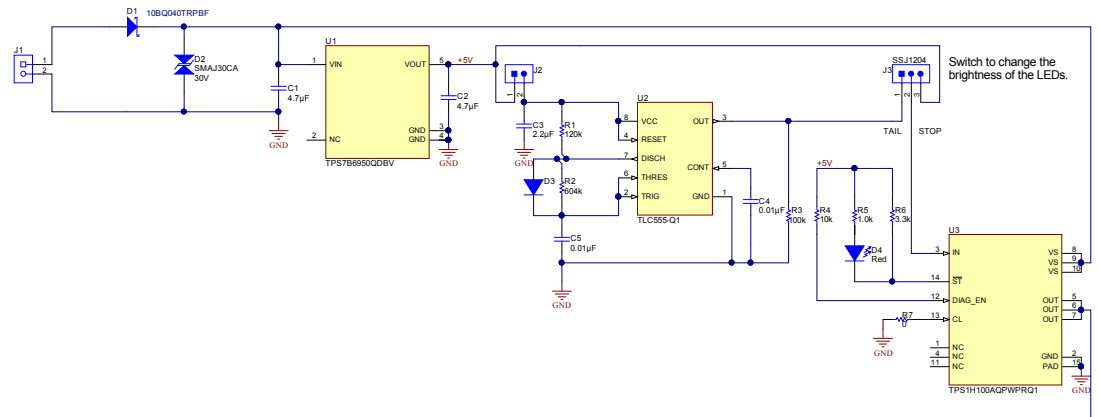 D1 10BQ040TRPBF
J1
1
2
D2
SMAJ30CA
30V
C1
4.7µF
GND
U1
1 VIN
VOUT 5
+5V
GND 3
GND 4
2 NC
TPS7B6950QDBV
C2
4.7µF
GND
J2
1
2
C3
2.2µF
GND
R1
120k
D3
R2
604k
C5
0.01µF
GND
U2
8 VCC
OUT 3
4 RESET
7 DISCH
CONT 5
6 THRES
2 TRIG
GND 1
TLC555-Q1
C4
0.01µF
R3
100k
SSJ1204
J3
1
2
3
Switch to change the
brightness of the LEDs.
TAIL STOP
+5V
R4
10k
R5
1.0k
R6
3.3k
D4
Red
R7
0
GND
U3
3 IN
VS 8
VS 9
VS 10
14 ST
12 DIAG_EN
OUT 5
OUT 6
OUT 7
13 CL
1 NC
4 NC
11 NC
GND 2
PAD 15
GND
TPS1H100AQPWPRQ1